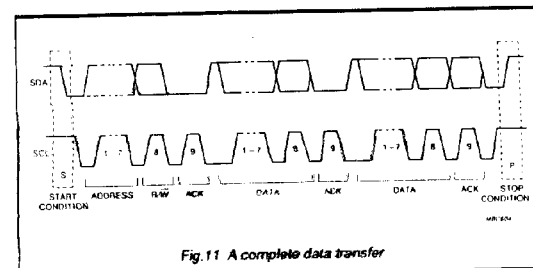 SDA
SCL
1 – 7 8 9 1 – 7 8 9 1 – 7 8 9
S P
START CONDITION ADDRESS R/W ACK DATA ACK DATA ACK STOP CONDITION
Fig.11 A complete data transfer